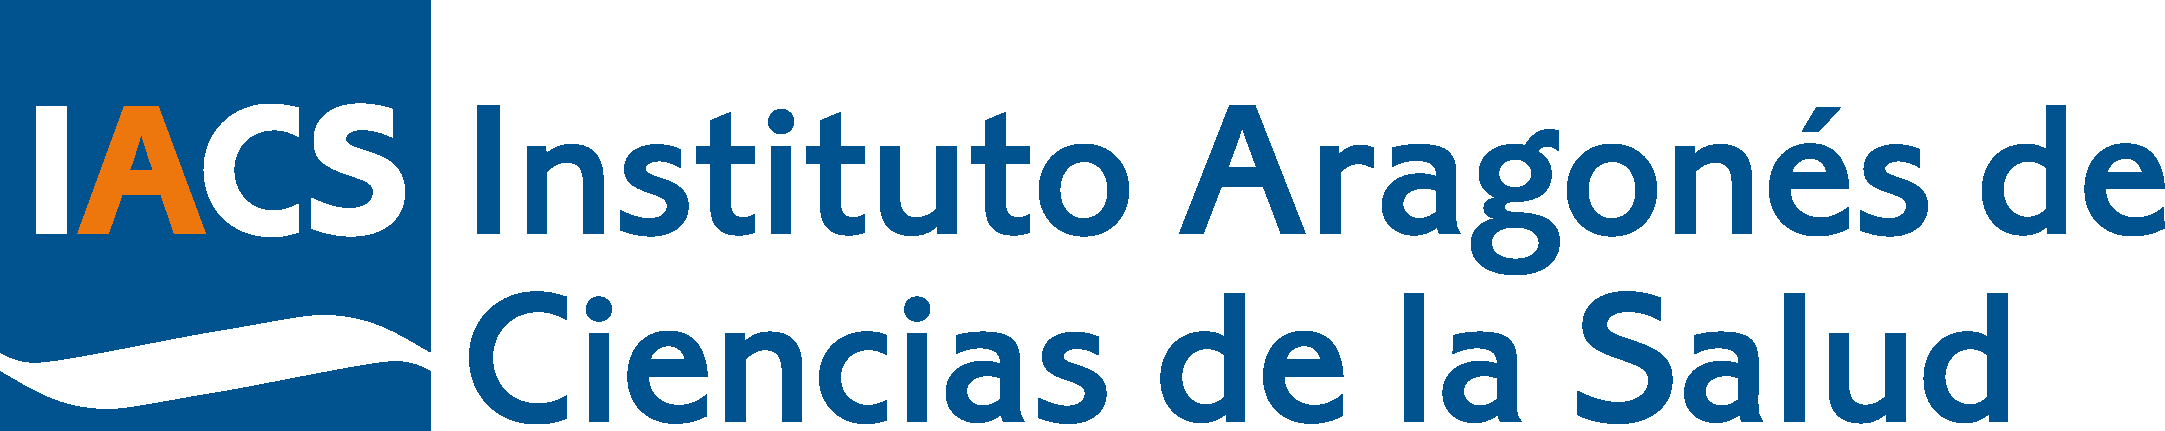 IACS
Instituto Aragonés de
Ciencias de la Salud